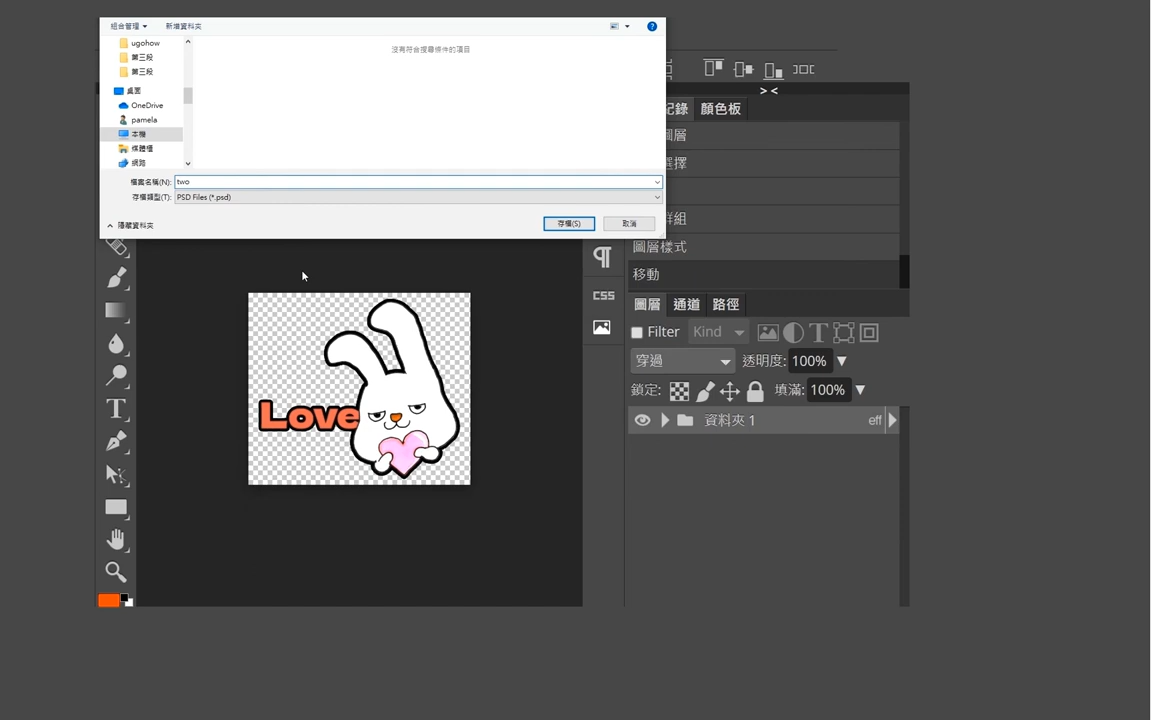 組合管理 新增資料夾
ugohow
第三段
第三段
桌面
OneDrive
pamela
本機
媒體櫃
網路
沒有符合搜尋條件的項目
檔案名稱(N): two
存檔類型(T): PSD Files (*.psd)
隱藏資料夾
存檔(S) 取消
> <
記錄 顏色板
圖層
選擇
群組
圖層樣式
移動
CSS
圖層 通道 路徑
Filter Kind
穿過 透明度: 100%
鎖定: 填滿: 100%
資料夾 1 eff
Love